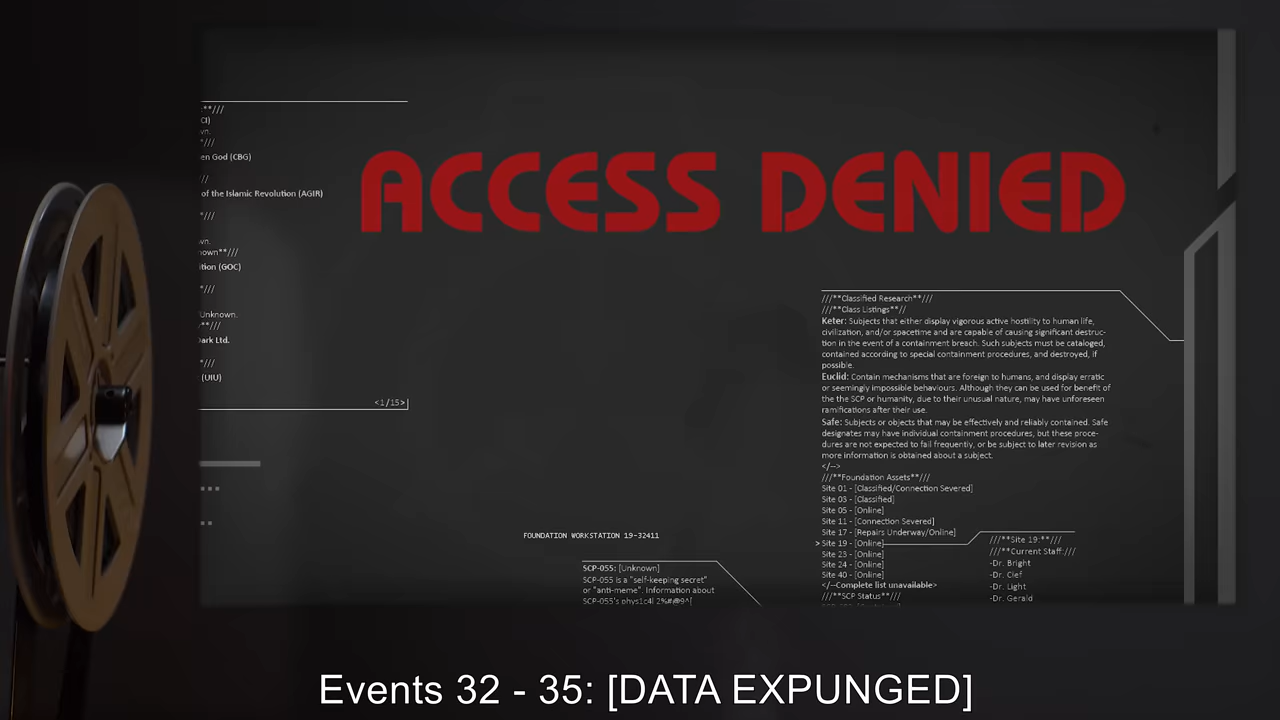 :**///
CI)
wn.
*///
en God (CBG)
///
of the Islamic Revolution (AGIR)
*///
wn.
nown**///
ition (GOC)
*///
Unknown.
**///
Dark Ltd.
*///
(UIU)
<1/15>
ACCESS DENIED
///**Classified Research**///
///**Class Listings**//
Keter: Subjects that either display vigorous active hostility to human life,
civilization, and/or spacetime and are capable of causing significant destruc-
tion in the event of a containment breach. Such subjects must be cataloged,
contained according to special containment procedures, and destroyed, if
possible.
Euclid: Contain mechanisms that are foreign to humans, and display erratic
or seemingly impossible behaviours. Although they can be used for benefit of
the the SCP or humanity, due to their unusual nature, may have unforeseen
ramifications after their use.
Safe: Subjects or objects that may be effectively and reliably contained. Safe
designates may have individual containment procedures, but these proce-
dures are not expected to fail frequently, or be subject to later revision as
more information is obtained about a subject.
</-->
///**Foundation Assets**///
Site 01 - [Classified/Connection Severed]
Site 03 - [Classified]
Site 05 - [Online]
Site 11 - [Connection Severed]
Site 17 - [Repairs Underway/Online]
>Site 19 - [Online]
Site 23 - [Online]
Site 24 - [Online]
Site 40 - [Online]
</--Complete list unavailable>
///**SCP Status**///
///**Site 19:**///
///**Current Staff:///
-Dr. Bright
-Dr. Clef
-Dr. Light
-Dr. Gerald
FOUNDATION WORKSTATION 19-32411
SCP-055: [Unknown]
SCP-055 is a "self-keeping secret"
or "anti-meme". Information about
SCP-055's phys1c4l 2%#@9^[
Events 32 - 35: [DATA EXPUNGED]